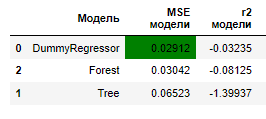 Модель MSE модели r2 модели
0 DummyRegressor 0.02912 -0.03235
2 Forest 0.03042 -0.08125
1 Tree 0.06523 -1.39937